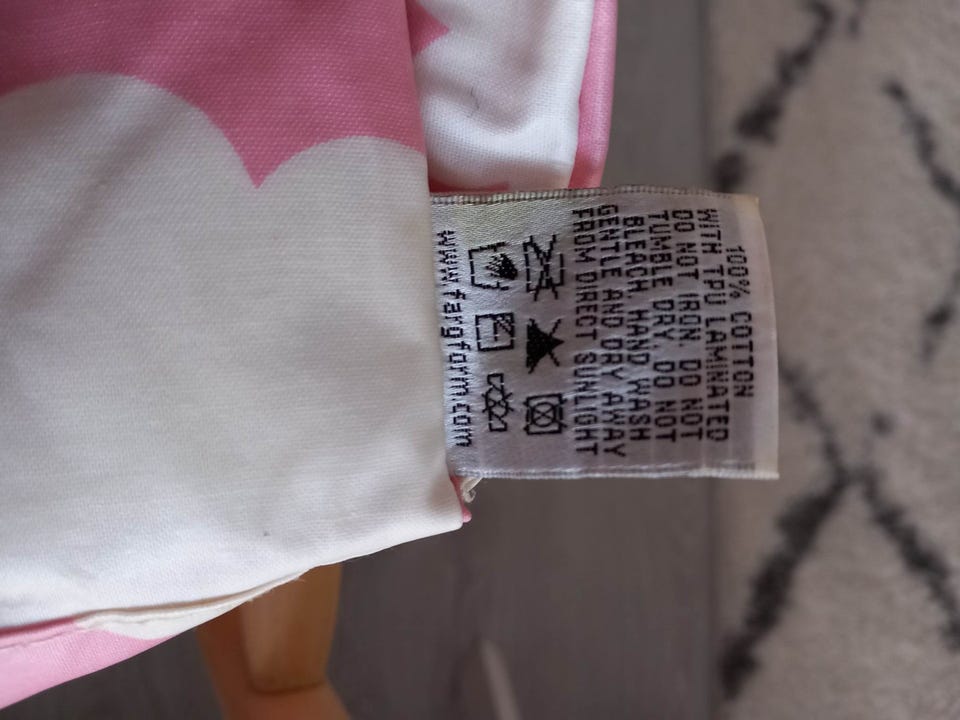 100% COTTON
WITH TPU LAMINATED
DO NOT IRON. DO NOT
TUMBLE DRY. DO NOT
BLEACH. HAND WASH
GENTLE AND DRY AWAY
FROM DIRECT SUNLIGHT
www.fargform.com